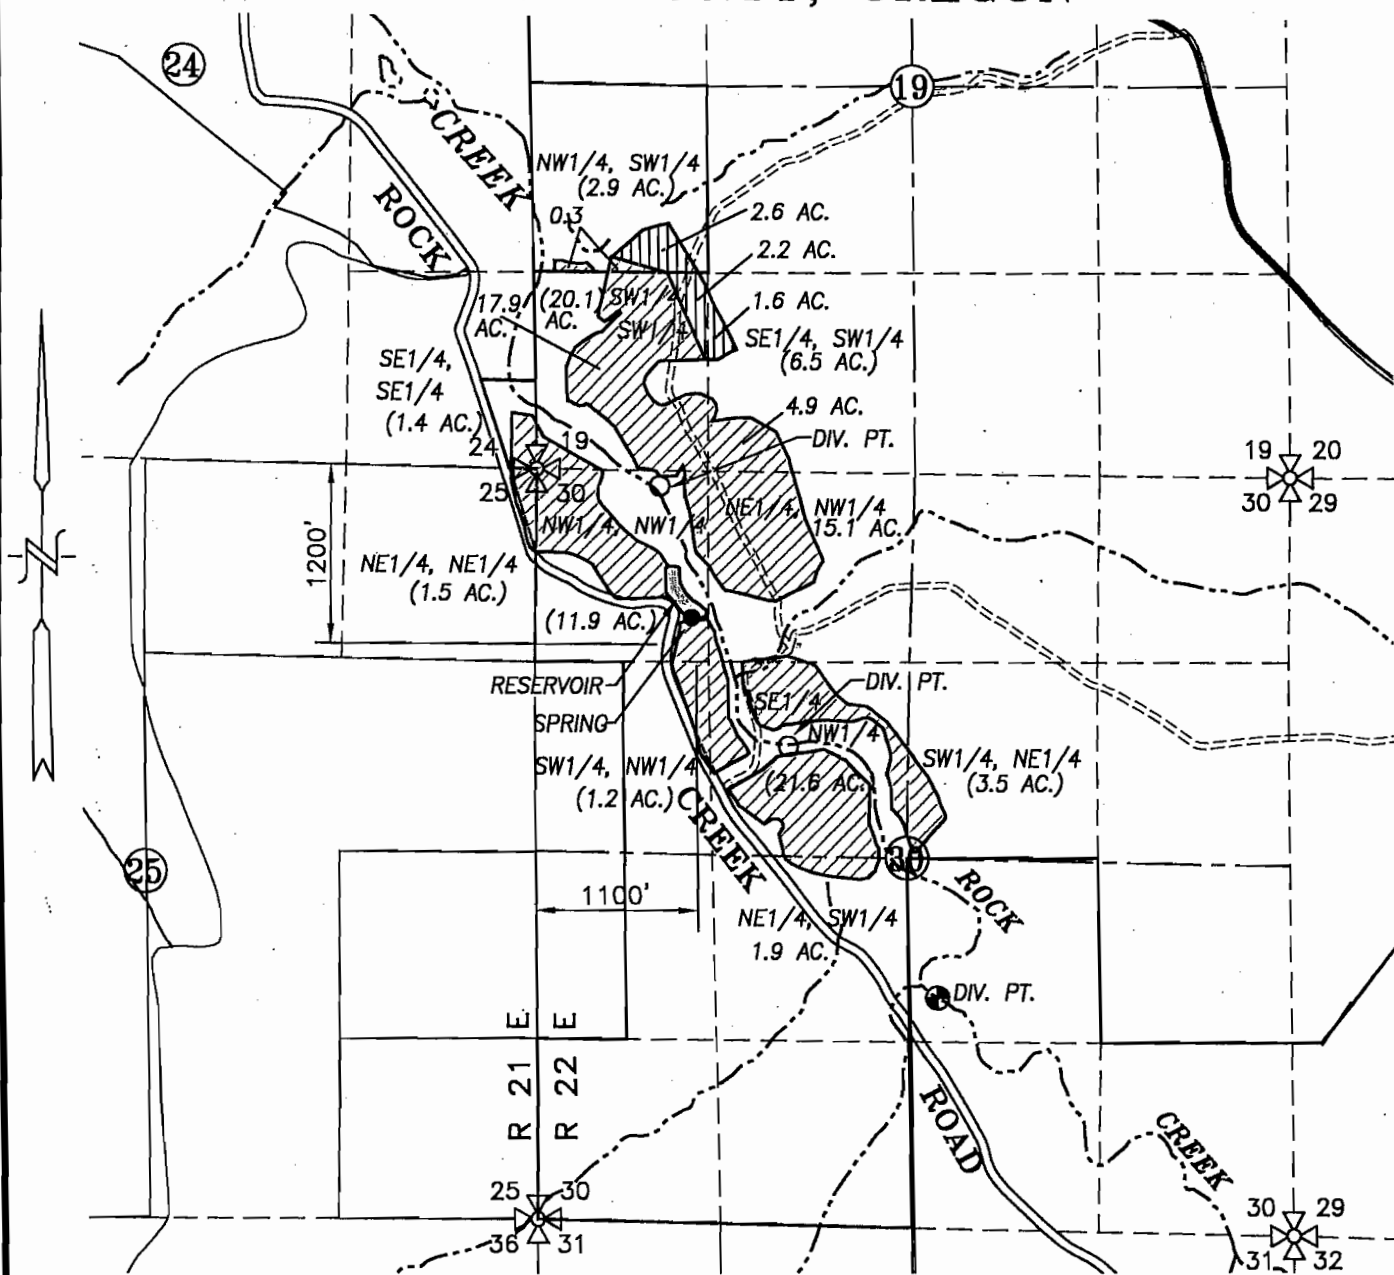 24
19
CREEK
ROCK
NW1/4, SW1/4
(2.9 AC.)
0.3
2.6 AC.
2.2 AC.
1.6 AC.
17.9
AC.
(20.1)
AC.
SW1/4
SW1/4
SE1/4, SW1/4
(6.5 AC.)
SE1/4,
SE1/4
(1.4 AC.)
4.9 AC.
DIV. PT.
24
19
25
30
19
20
30
29
1200'
NW1/4, NW1/4
NE1/4, NW1/4
15.1 AC.
NE1/4, NE1/4
(1.5 AC.)
(11.9 AC.)
N
RESERVOIR
SPRING
DIV. PT.
SE1/4
NW1/4
(21.6 AC.)
SW1/4, NW1/4
(1.2 AC.)
SW1/4, NE1/4
(3.5 AC.)
CREEK
25
30
1100'
ROCK
NE1/4, SW1/4
1.9 AC.
DIV. PT.
R 21 E
R 22 E
ROAD
CREEK
25
30
36
31
30
29
31
32